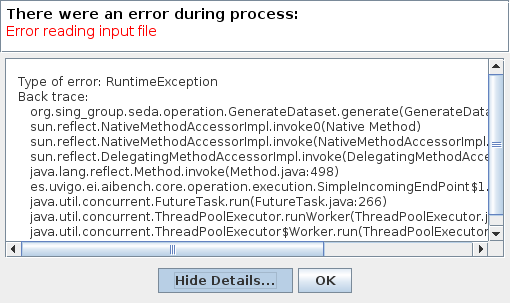 There were an error during process:
Error reading input file
Type of error: RuntimeException
Back trace:
org.sing_group.seda.operation.GenerateDataset.generate(GenerateData
sun.reflect.NativeMethodAccessorImpl.invoke0(Native Method)
sun.reflect.NativeMethodAccessorImpl.invoke(NativeMethodAccessorImpl.
sun.reflect.DelegatingMethodAccessorImpl.invoke(DelegatingMethodAcce
java.lang.reflect.Method.invoke(Method.java:498)
es.uvigo.ei.aibench.core.operation.execution.SimpleIncomingEndPoint$1.
java.util.concurrent.FutureTask.run(FutureTask.java:266)
java.util.concurrent.ThreadPoolExecutor.runWorker(ThreadPoolExecutor.j
java.util.concurrent.ThreadPoolExecutor$Worker.run(ThreadPoolExecutor
Hide Details... OK